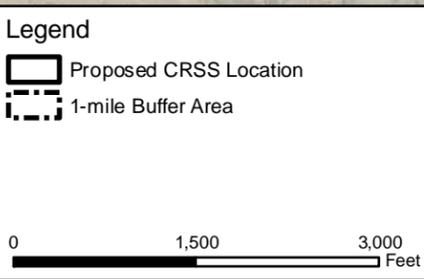 Legend
Proposed CRSS Location
1-mile Buffer Area
0 1,500 3,000
Feet